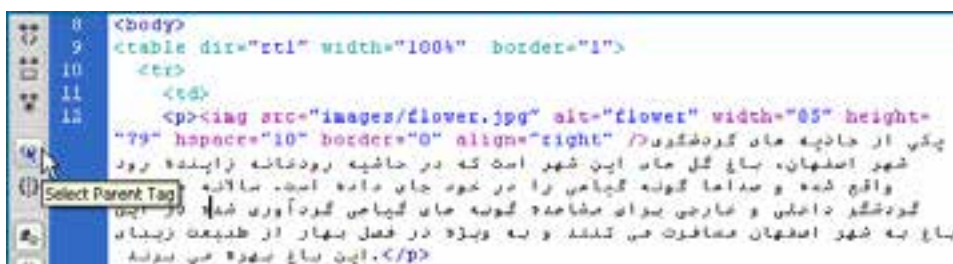 8 <body>
9 <table dir="rtl" width="100%" border="1">
10 <tr>
11 <td>
12 <p><img src="images/flower.jpg" alt="flower" width="85" height=
"79" hspace="10" border="0" align="right" />یکی از جاذبه های گردشگری
شهر اصفهان، باغ گل های این شهر است که در حاشیه رودخانه زاینده رود
واقع شده و صدها گونه گیاهی را در خود جای داده است. سالانه
Select Parent Tag
گردشگر داخلی و خارجی برای مشاهده گونه های گیاهی گردآوری شده در این
باغ به شهر اصفهان مسافرت می کنند و به ویژه در فصل بهار از طبیعت زیبای
این باغ بهره می برند.</p>